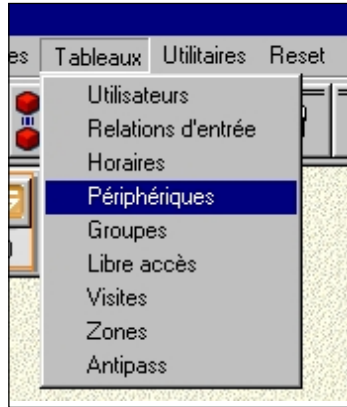 es Tableaux Utilitaires Reset
Utilisateurs
Relations d'entrée
Horaires
Périphériques
Groupes
Libre accès
Visites
Zones
Antipass